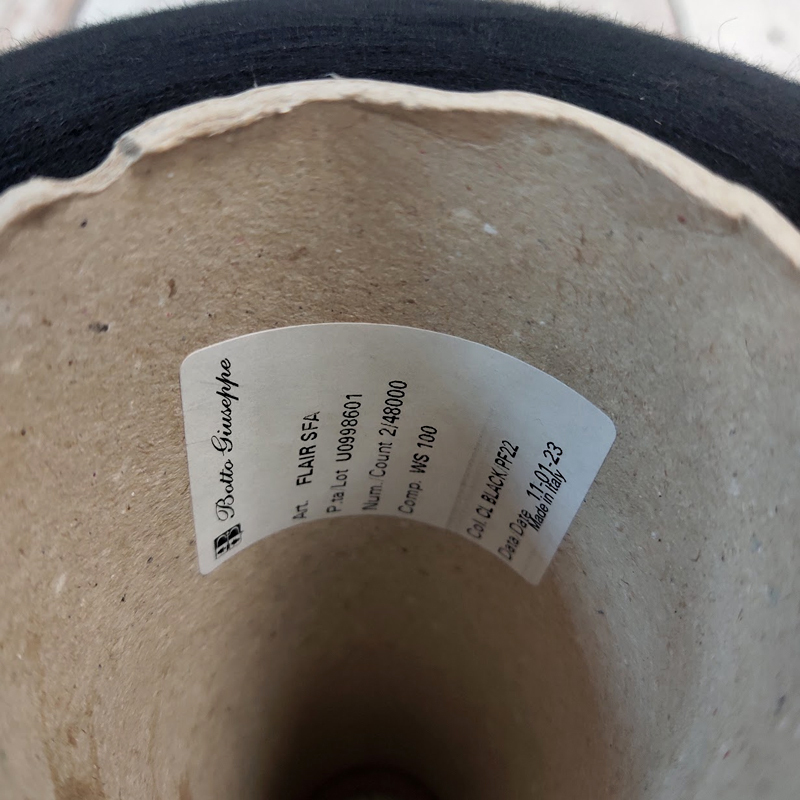 Botto Giuseppe
Art. FLAIR SFA
P.ta/Lot U0998601
Num./Count 2/48000
Comp. WS 100
Col. CL BLACK/PF22
Data Date 11-01-23
Made in Italy